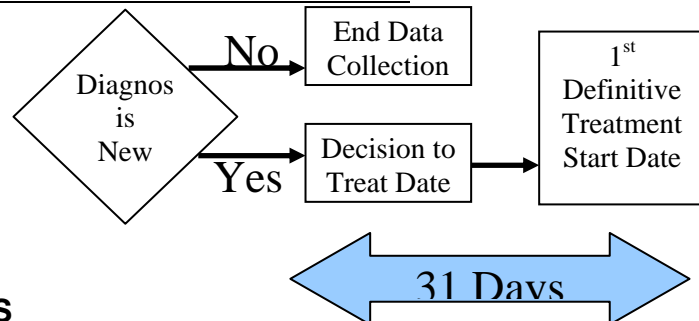 Diagnos
is
New
No
End Data
Collection
Yes
Decision to
Treat Date
1st
Definitive
Treatment
Start Date
31 Days
s